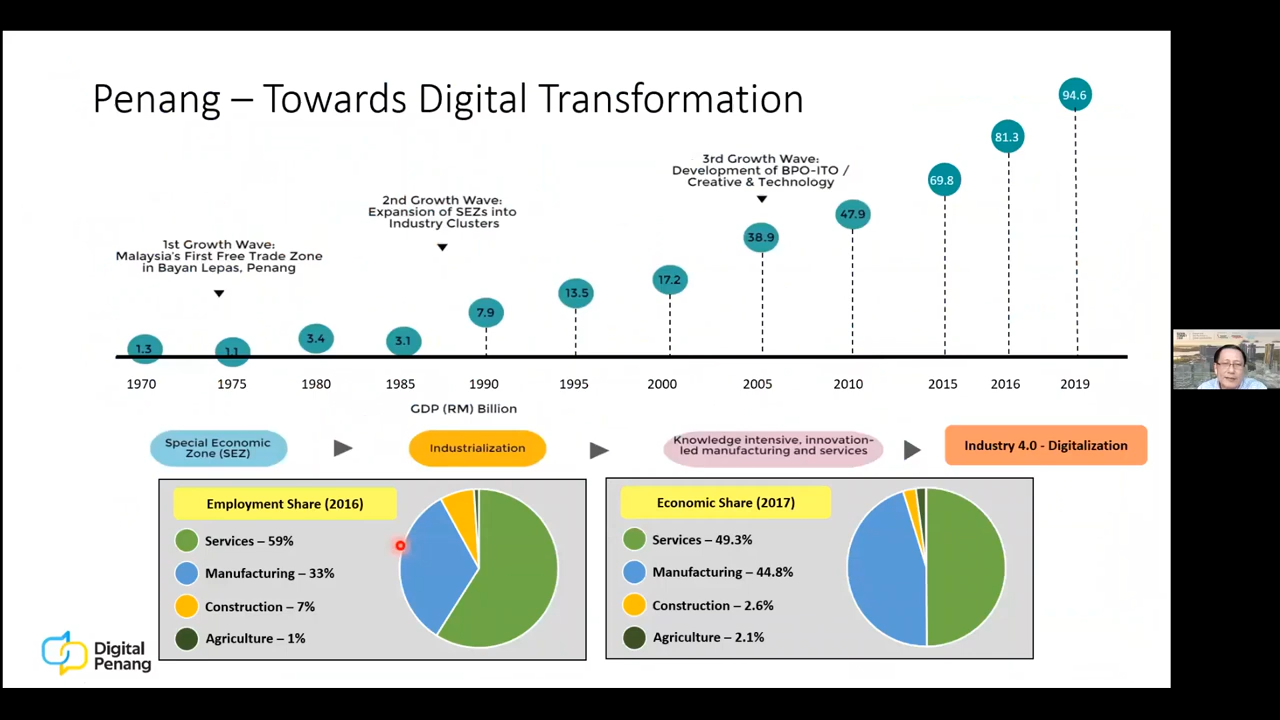 Penang – Towards Digital Transformation
94.6
81.3
69.8
3rd Growth Wave:
Development of BPO-ITO /
Creative & Technology
47.9
38.9
2nd Growth Wave:
Expansion of SEZs into
Industry Clusters
1st Growth Wave:
Malaysia's First Free Trade Zone
in Bayan Lepas, Penang
17.2
13.5
7.9
3.4
3.1
1.3
1.1
1970 1975 1980 1985 1990 1995 2000 2005 2010 2015 2016 2019
GDP (RM) Billion
Special Economic
Zone (SEZ)
Industrialization
Knowledge intensive, innovation-
led manufacturing and services
Industry 4.0 - Digitalization
Employment Share (2016)
Services – 59%
Manufacturing – 33%
Construction – 7%
Agriculture – 1%
Economic Share (2017)
Services – 49.3%
Manufacturing – 44.8%
Construction – 2.6%
Agriculture – 2.1%
Digital
Penang